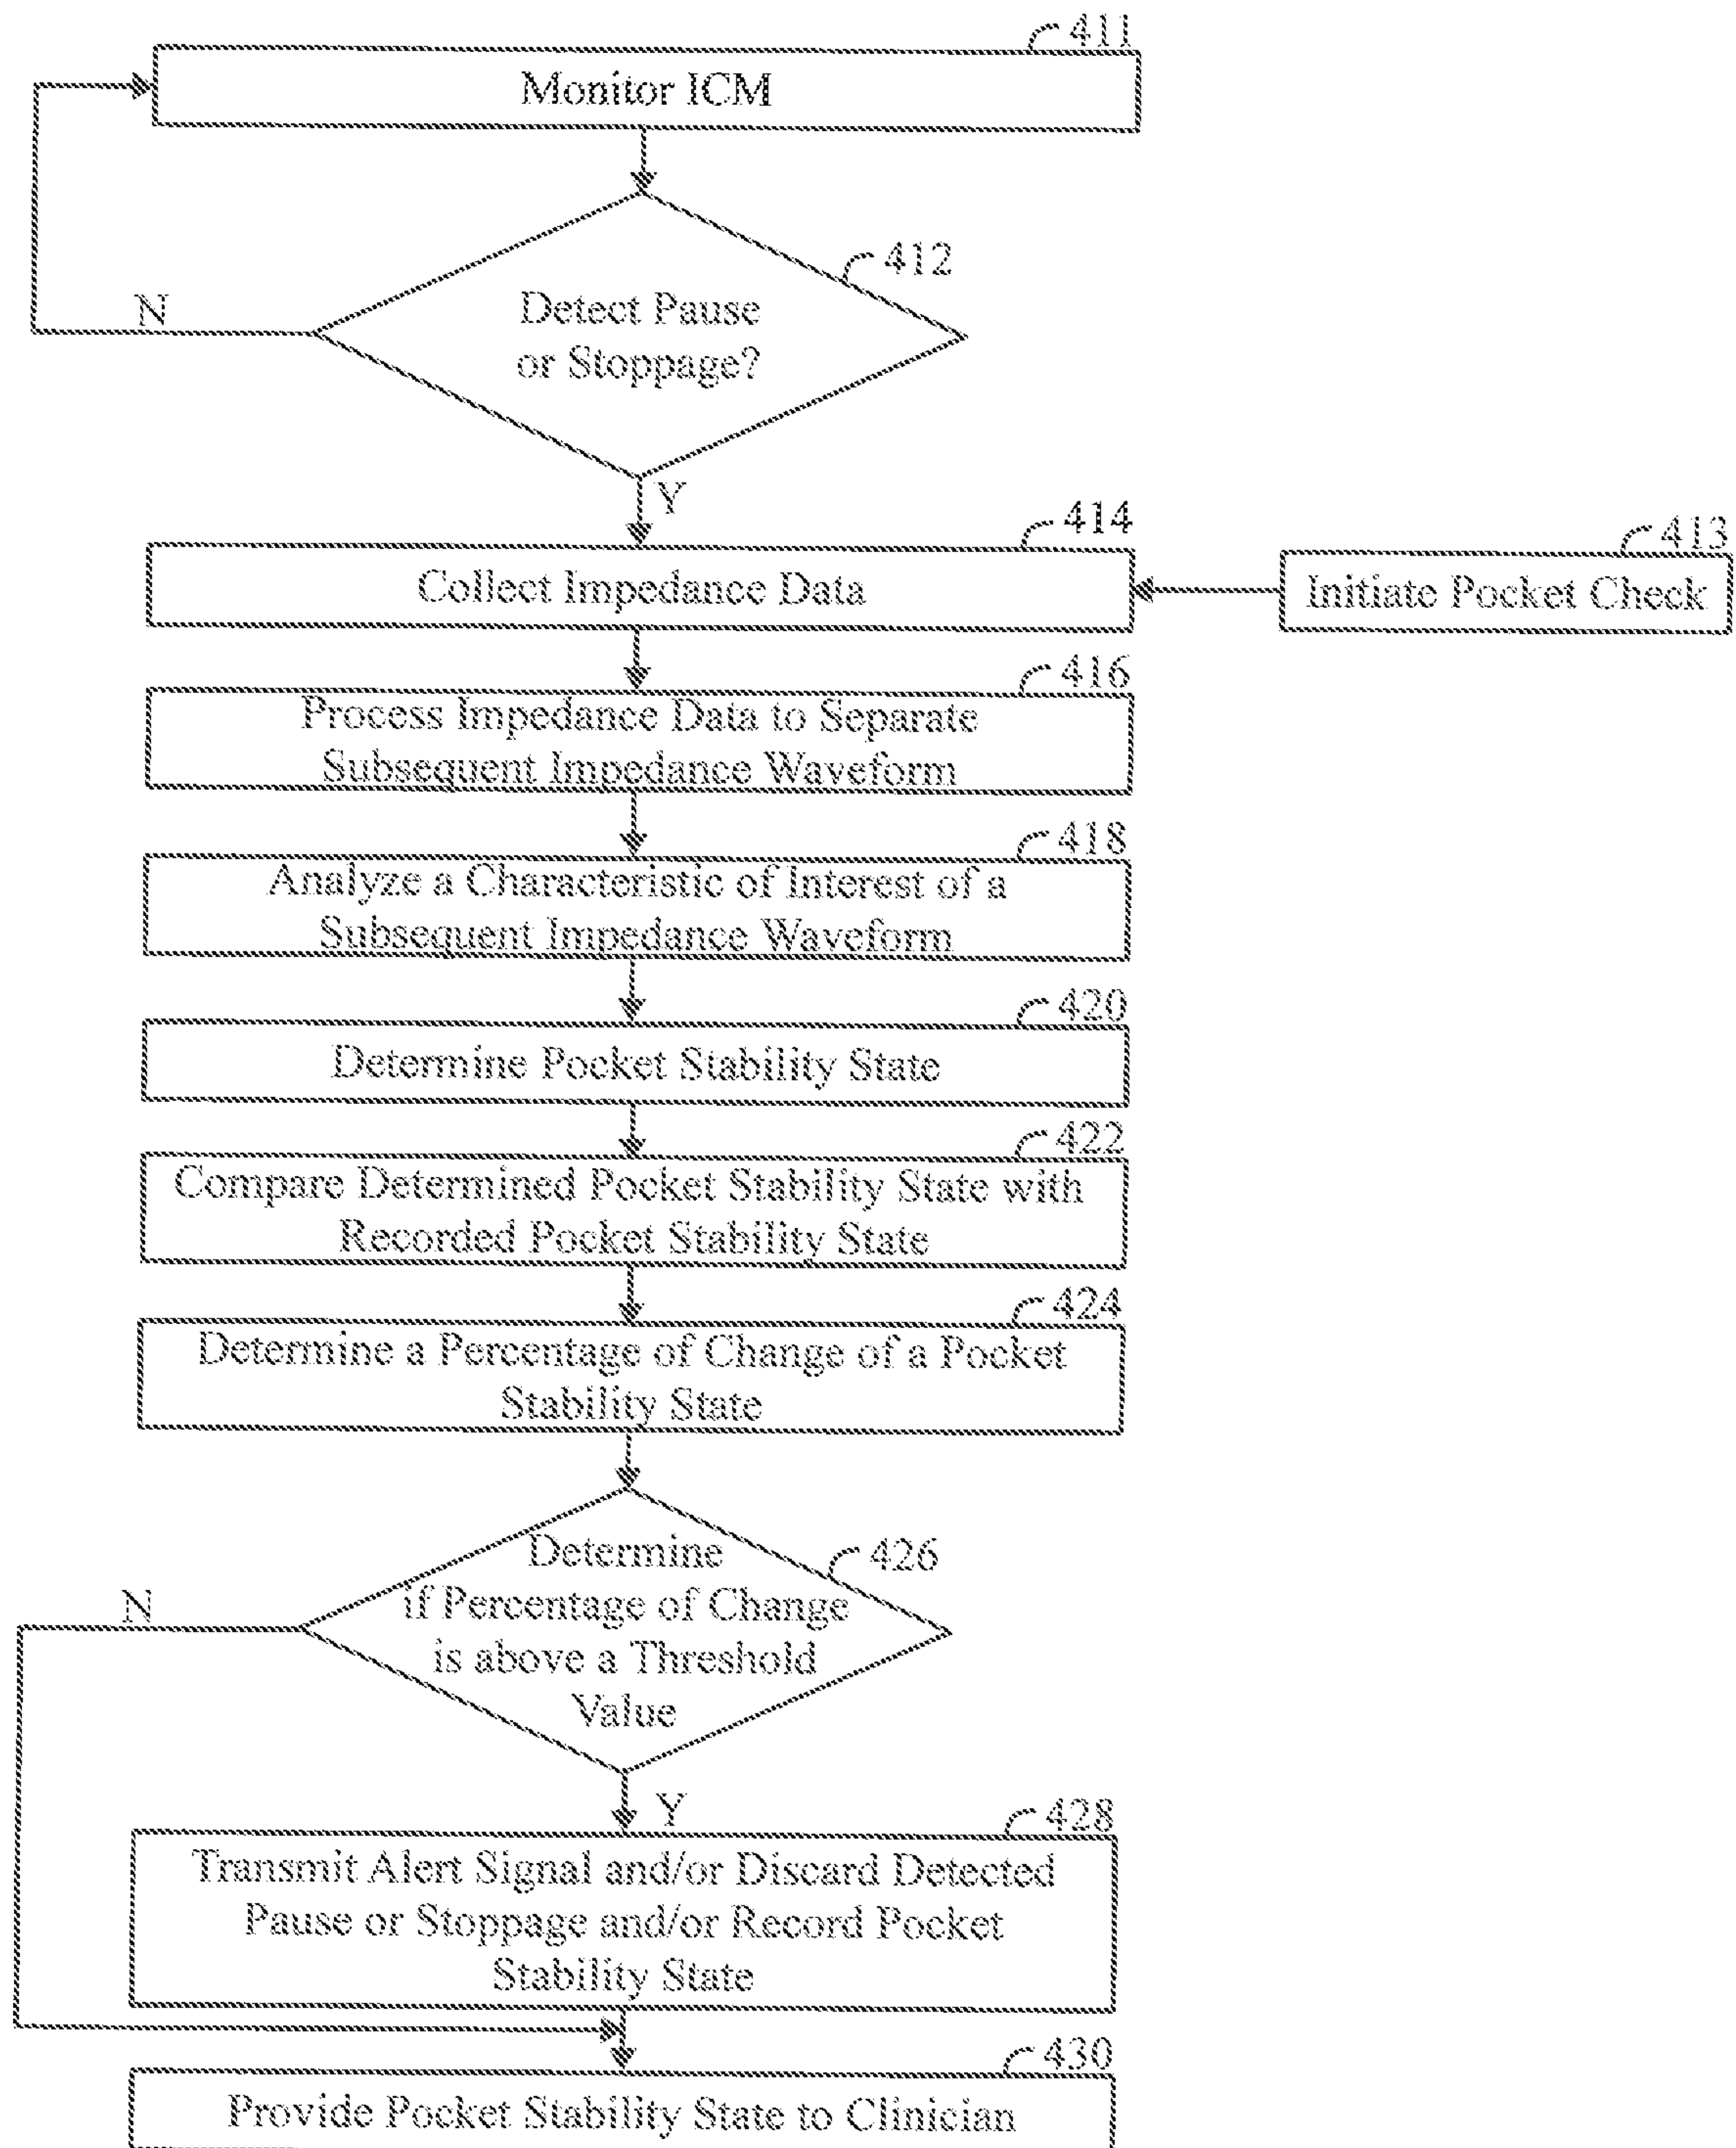 411
Monitor ICM
412
Detect Pause
or Stoppage?
N
Y
414
Collect Impedance Data
413
Initiate Pocket Check
416
Process Impedance Data to Separate
Subsequent Impedance Waveform
418
Analyze a Characteristic of Interest of a
Subsequent Impedance Waveform
420
Determine Pocket Stability State
422
Compare Determined Pocket Stability State with
Recorded Pocket Stability State
424
Determine a Percentage of Change of a Pocket
Stability State
426
Determine
if Percentage of Change
is above a Threshold
Value
N
Y
428
Transmit Alert Signal and/or Discard Detected
Pause or Stoppage and/or Record Pocket
Stability State
430
Provide Pocket Stability State to Clinician